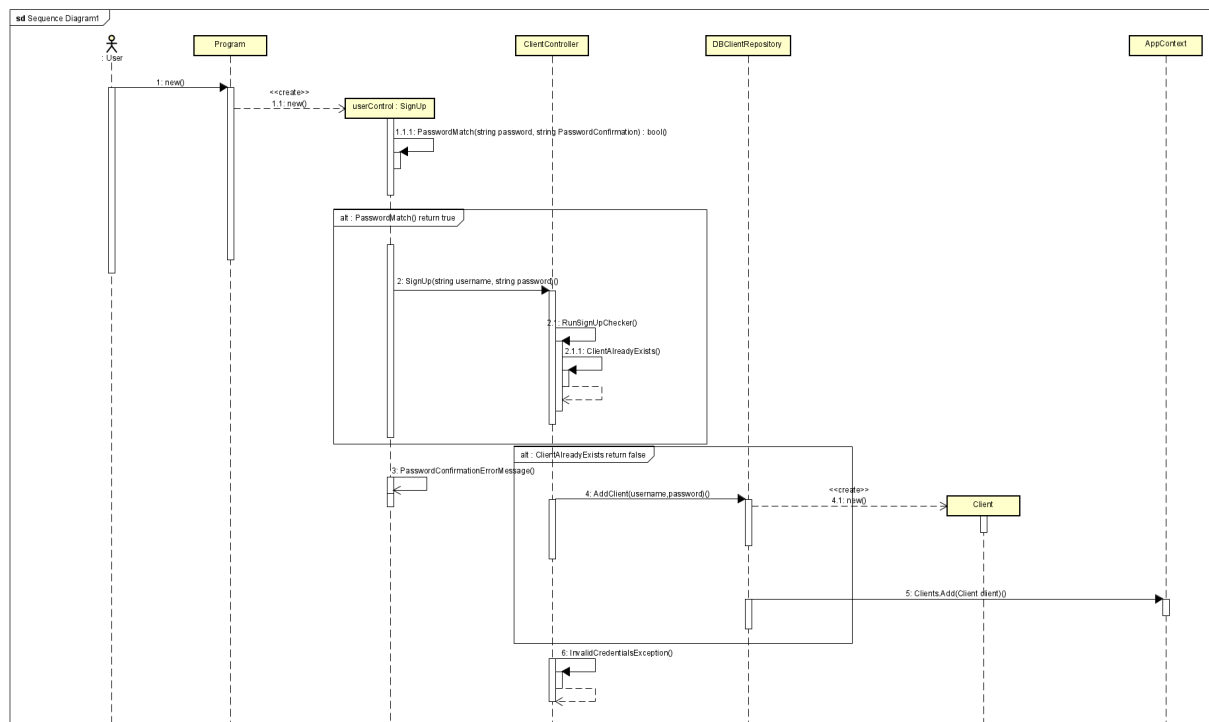 sd Sequence Diagram1
: User
Program
ClientController
DBClientRepository
AppContext
1: new()
<<create>>
1.1: new()
userControl : SignUp
1.1.1: PasswordMatch(string password, string PasswordConfirmation) : bool()
alt : PasswordMatch() return true
2: SignUp(string username, string password)()
2.1: RunSignUpChecker()
2.1.1: ClientAlreadyExists()
alt : ClientAlreadyExists return false
3: PasswordConfirmationErrorMessage()
4: AddClient(username,password)()
<<create>>
4.1: new()
Client
5: Clients.Add(Client client)()
6: InvalidCredentialsException()